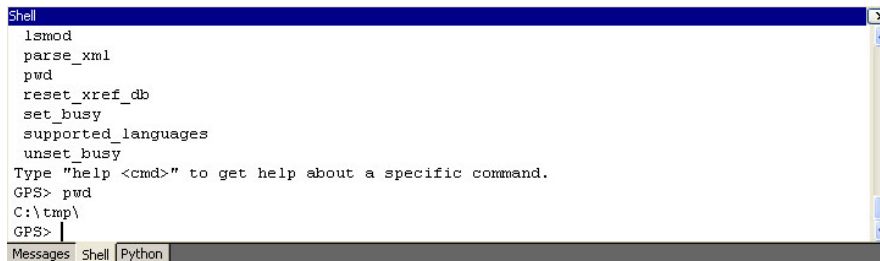 Shell
lsmod
parse_xml
pwd
reset_xref_db
set_busy
supported_languages
unset_busy
Type "help <cmd>" to get help about a specific command.
GPS> pwd
C:\tmp\
GPS>
Messages Shell Python